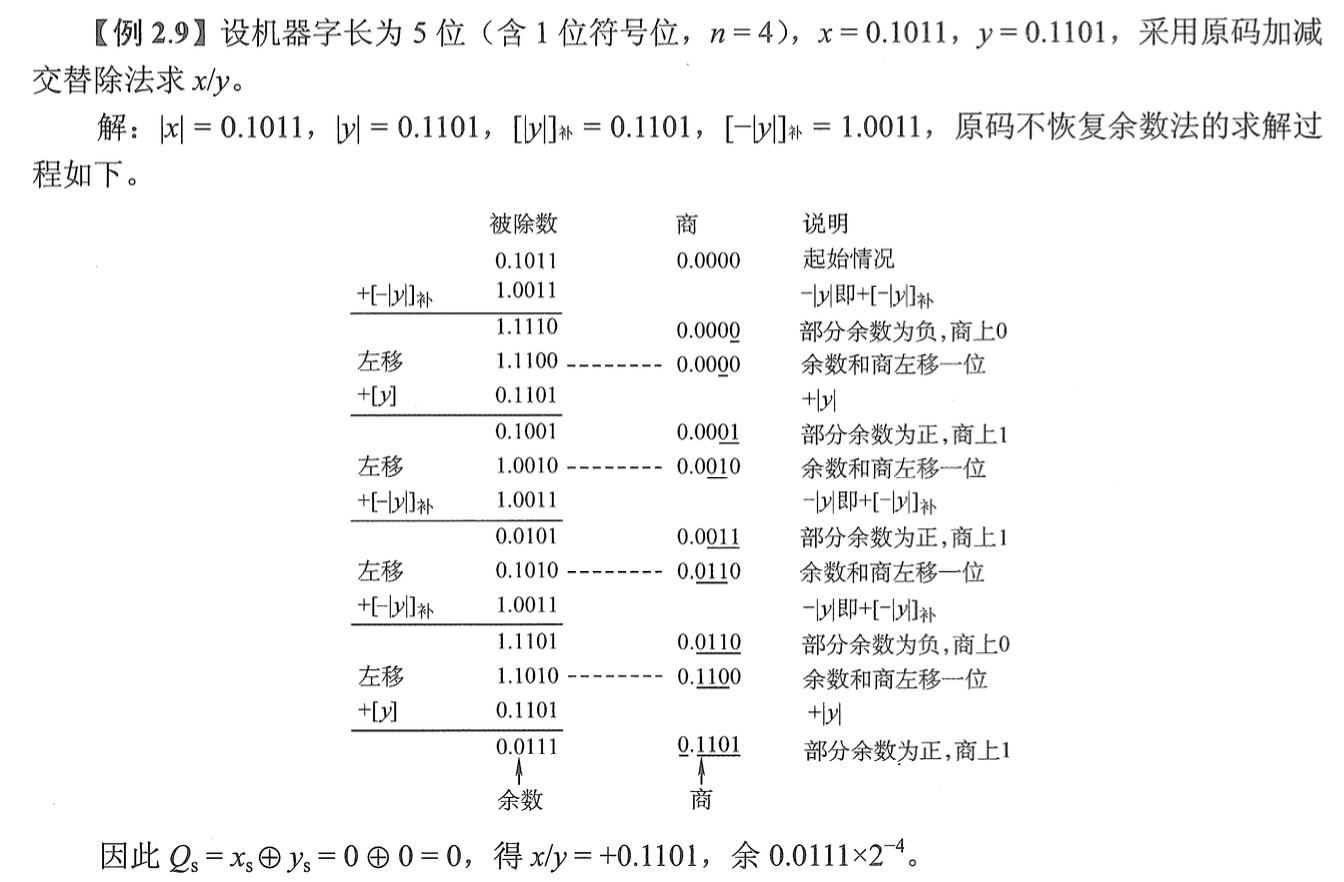 【例 2.9】设机器字长为 5 位（含 1 位符号位，n = 4），x = 0.1011，y = 0.1101，采用原码加减
交替除法求 x/y。
解：|x| = 0.1011，|y| = 0.1101，[|y|]补 = 0.1101，[−|y|]补 = 1.0011，原码不恢复余数法的求解过
程如下。
被除数 商 说明
0.1011 0.0000 起始情况
+[−|y|]补 1.0011 −|y|即+[−|y|]补
1.1110 0.0000 部分余数为负,商上0
左移 1.1100 -------- 0.0000 余数和商左移一位
+[y] 0.1101 +|y|
0.1001 0.0001 部分余数为正,商上1
左移 1.0010 -------- 0.0010 余数和商左移一位
+[−|y|]补 1.0011 −|y|即+[−|y|]补
0.0101 0.0011 部分余数为正,商上1
左移 0.1010 -------- 0.0110 余数和商左移一位
+[−|y|]补 1.0011 −|y|即+[−|y|]补
1.1101 0.0110 部分余数为负,商上0
左移 1.1010 -------- 0.1100 余数和商左移一位
+[y] 0.1101 +|y|
0.0111 0.1101 部分余数为正,商上1
余数 商
因此 Qs = xs⊕ys = 0⊕0 = 0，得 x/y = +0.1101，余 0.0111×2⁻⁴。